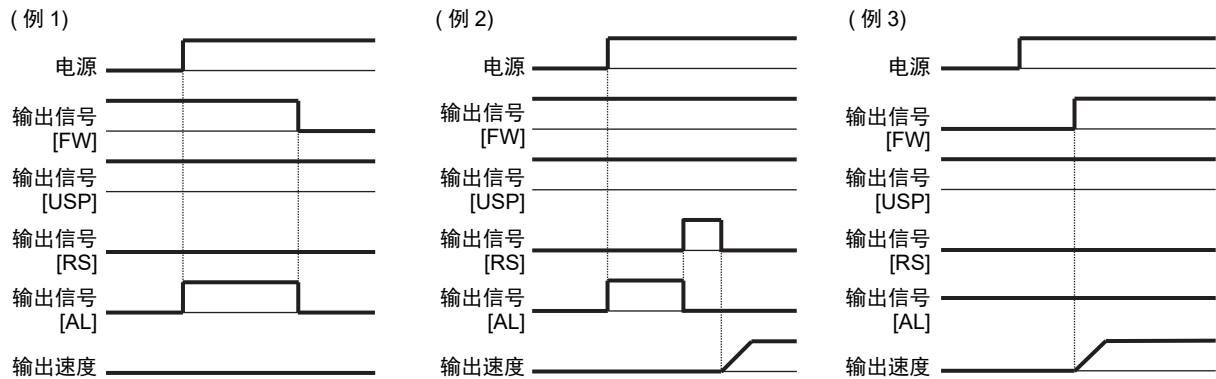 ( 例 1)
电源
输出信号
[FW]
输出信号
[USP]
输出信号
[RS]
输出信号
[AL]
输出速度
( 例 2)
电源
输出信号
[FW]
输出信号
[USP]
输出信号
[RS]
输出信号
[AL]
输出速度
( 例 3)
电源
输出信号
[FW]
输出信号
[USP]
输出信号
[RS]
输出信号
[AL]
输出速度